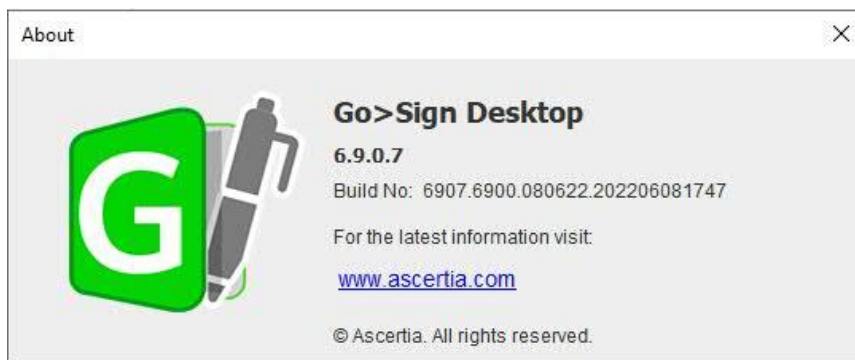 About
G
Go>Sign Desktop
6.9.0.7
Build No: 6907.6900.080622.202206081747
For the latest information visit:
www.ascertia.com
© Ascertia. All rights reserved.